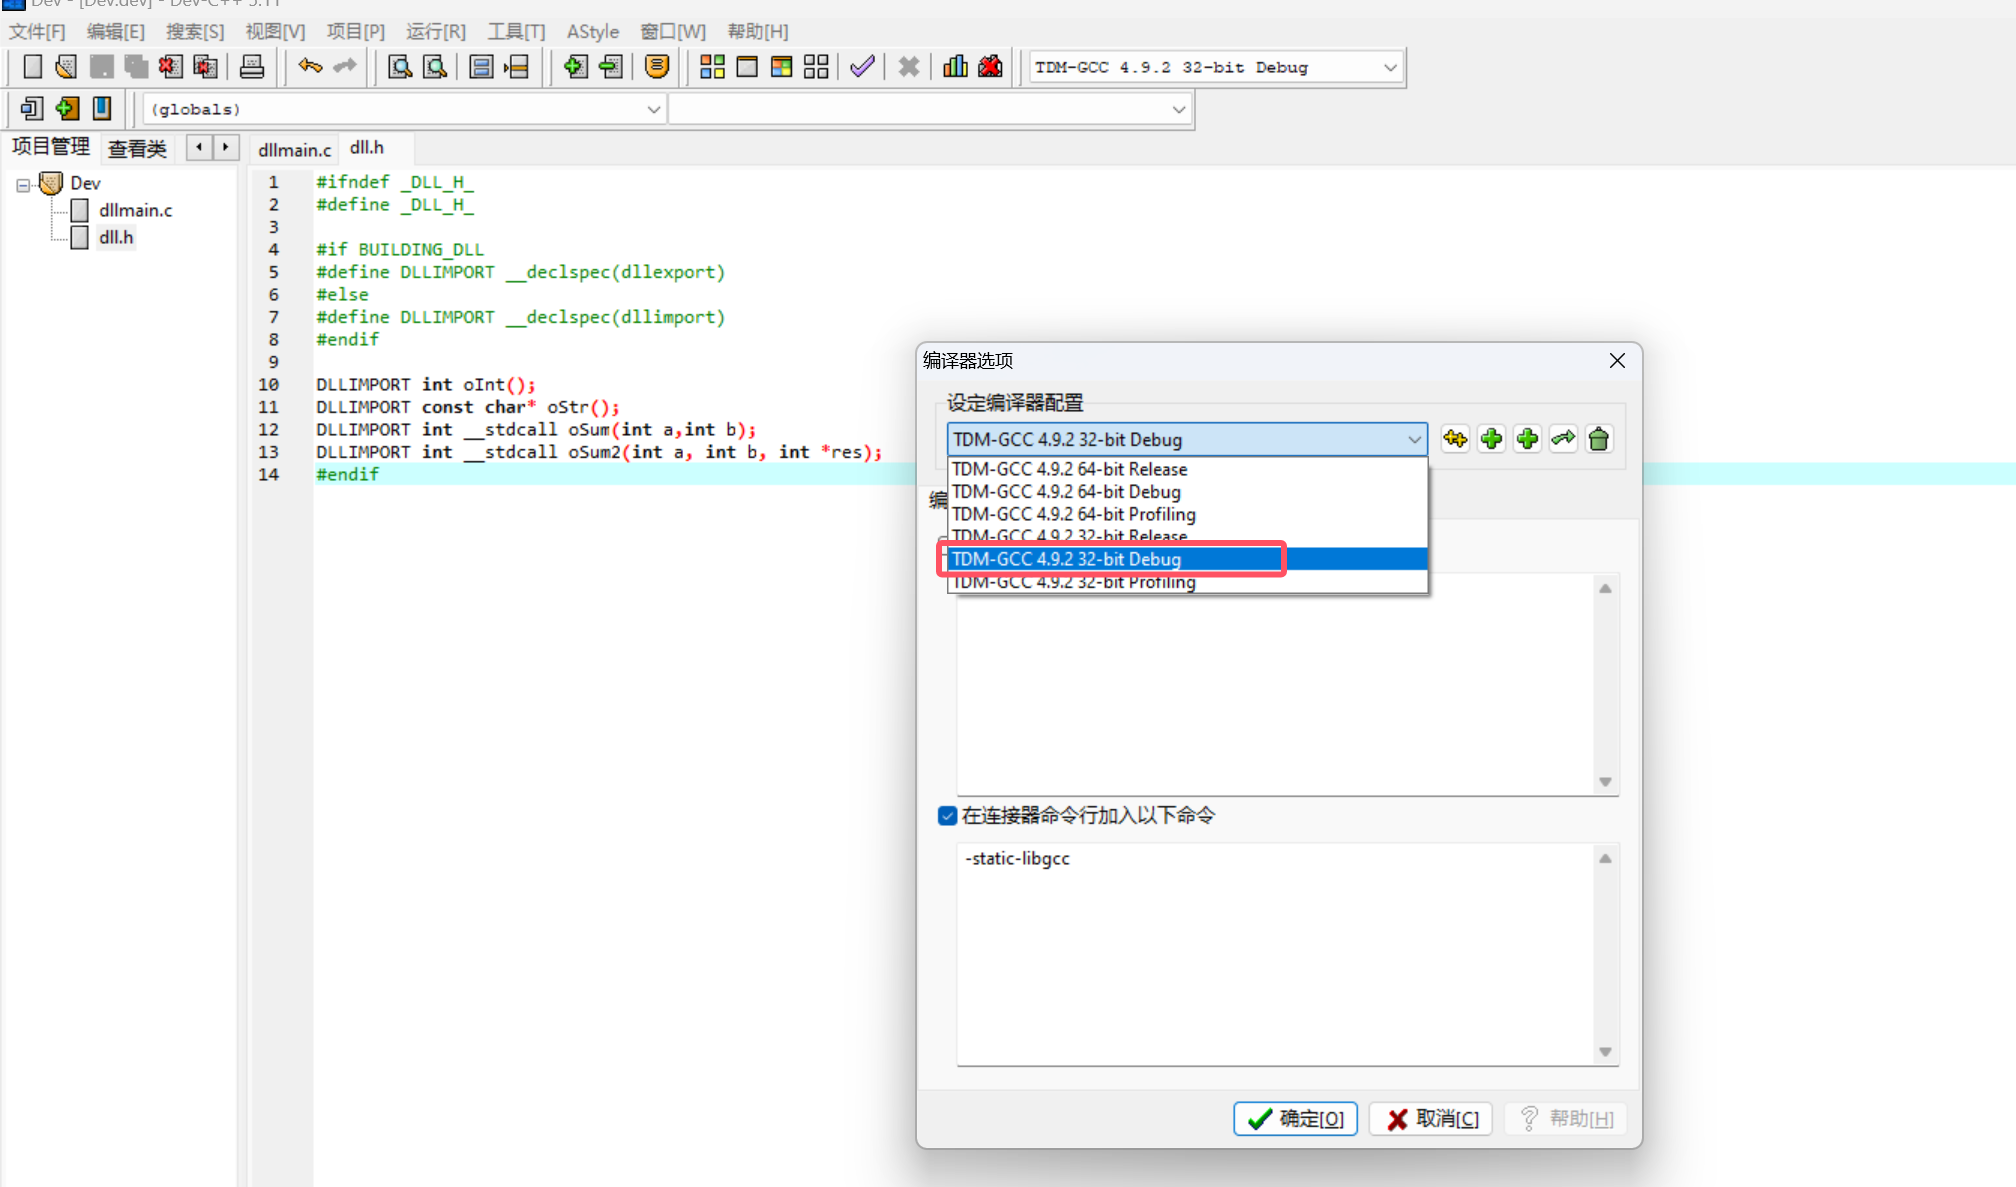 Dev - [Dev.dev] - Dev-C++ 5.11
文件[F] 编辑[E] 搜索[S] 视图[V] 项目[P] 运行[R] 工具[T] AStyle 窗口[W] 帮助[H]
TDM-GCC 4.9.2 32-bit Debug
(globals)
项目管理 查看类
dllmain.c dll.h
Dev
dllmain.c
dll.h
1 #ifndef _DLL_H_
2 #define _DLL_H_
3
4 #if BUILDING_DLL
5 #define DLLIMPORT __declspec(dllexport)
6 #else
7 #define DLLIMPORT __declspec(dllimport)
8 #endif
9
10 DLLIMPORT int oInt();
11 DLLIMPORT const char* oStr();
12 DLLIMPORT int __stdcall oSum(int a,int b);
13 DLLIMPORT int __stdcall oSum2(int a, int b, int *res);
14 #endif
编译器选项
设定编译器配置
TDM-GCC 4.9.2 32-bit Debug
TDM-GCC 4.9.2 64-bit Release
TDM-GCC 4.9.2 64-bit Debug
编
TDM-GCC 4.9.2 64-bit Profiling
TDM-GCC 4.9.2 32-bit Release
TDM-GCC 4.9.2 32-bit Debug
TDM-GCC 4.9.2 32-bit Profiling
在连接器命令行加入以下命令
-static-libgcc
确定[O] 取消[C] 帮助[H]